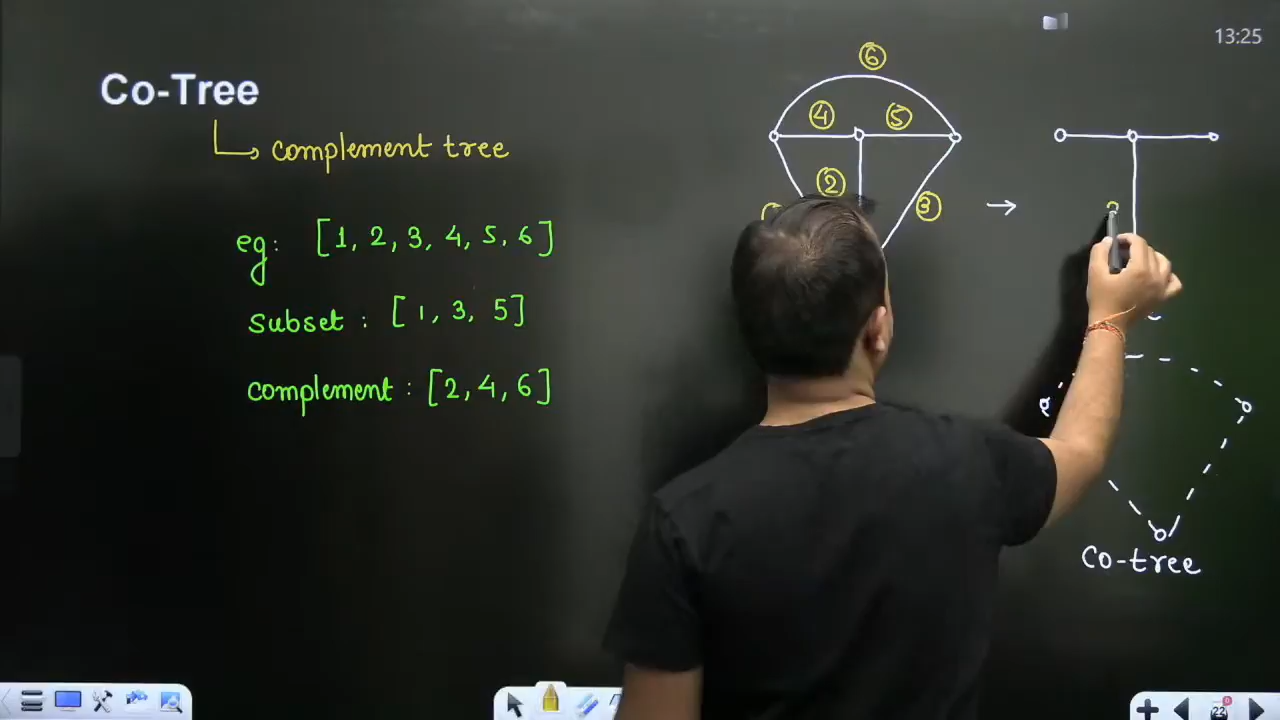 13:25
Co-Tree
complement tree
eg: [1, 2, 3, 4, 5, 6]
subset : [1, 3, 5]
complement : [2, 4, 6]
6
4 5
2
3
Co-tree
22